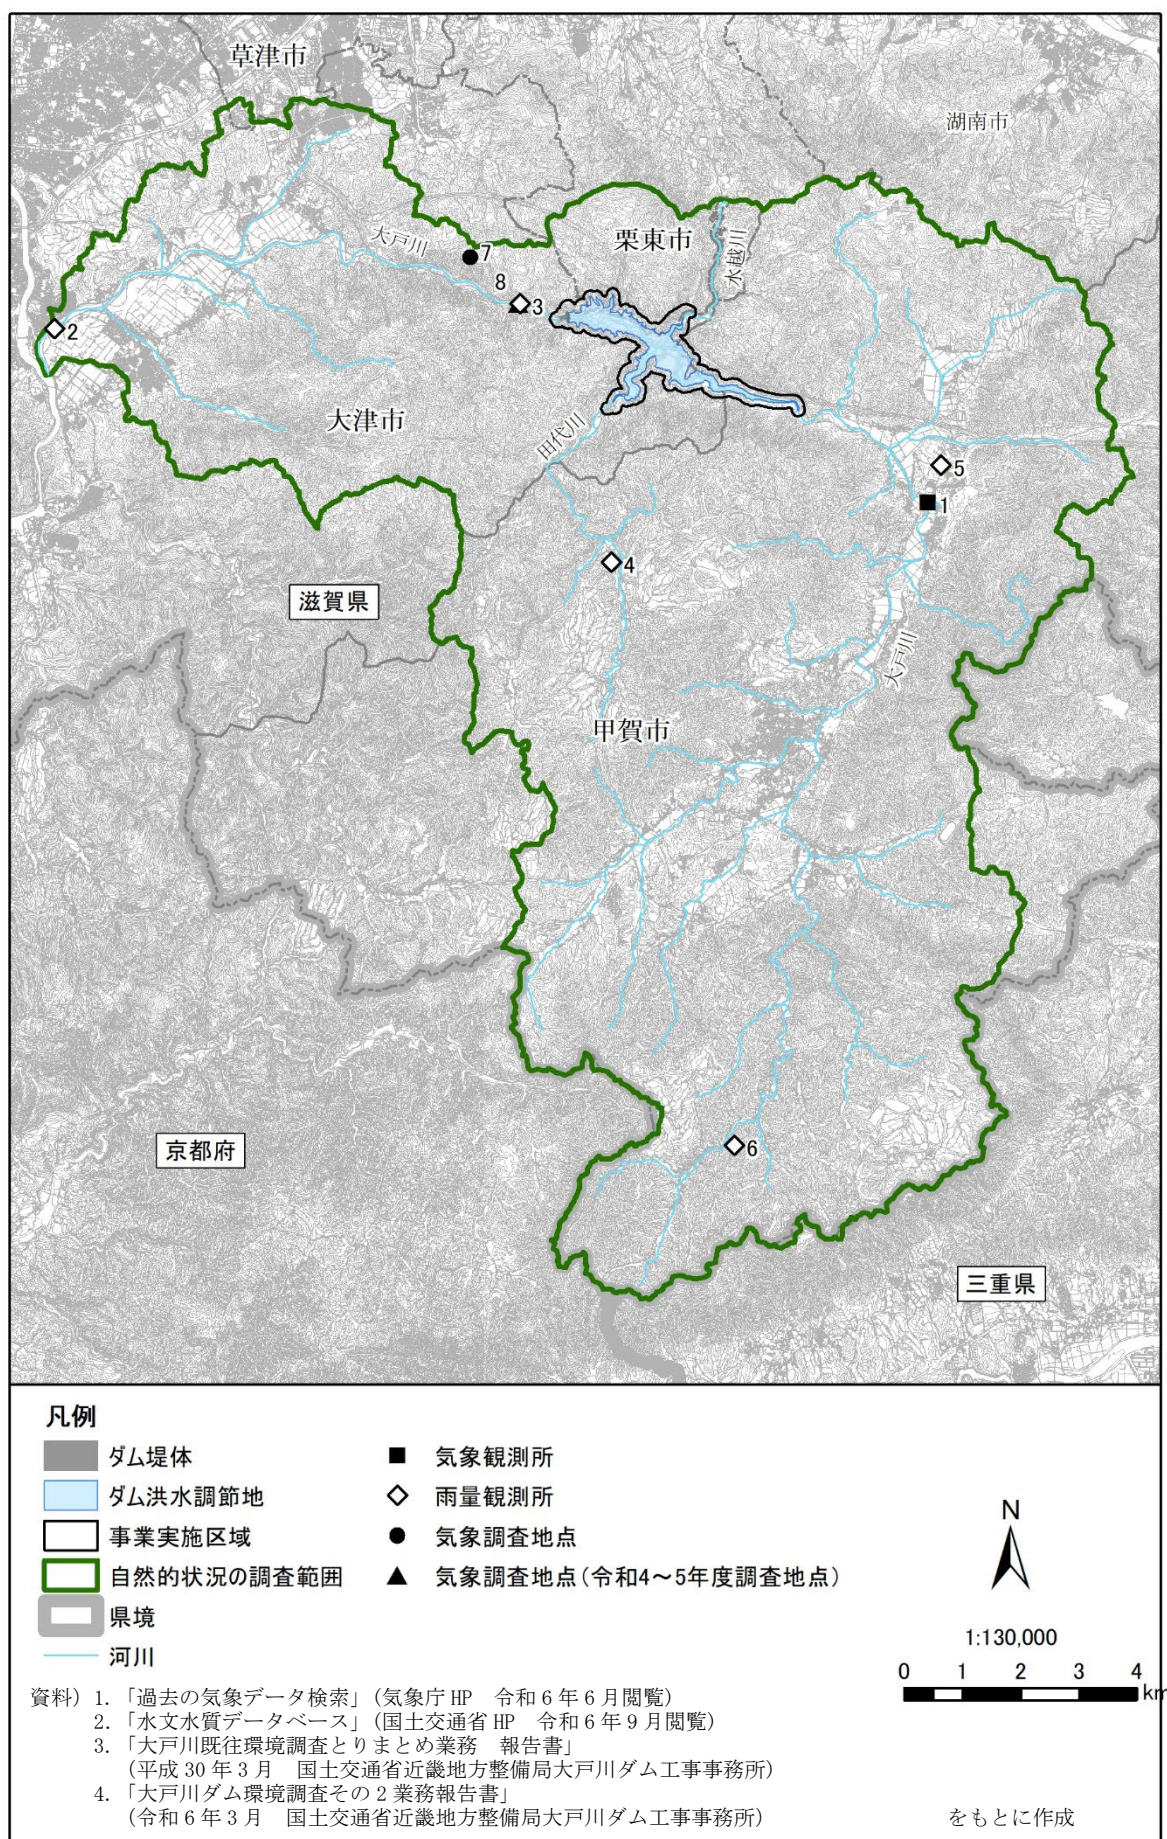 草津市
湖南市
栗東市
水越川
大戸川
7
8
3
2
大津市
田代川
5
1
4
滋賀県
大戸川
甲賀市
京都府
6
三重県
凡例
ダム堤体
ダム洪水調節地
事業実施区域
自然的状況の調査範囲
県境
河川
気象観測所
雨量観測所
気象調査地点
気象調査地点(令和4～5年度調査地点)
N
1:130,000
0 1 2 3 4
km
資料) 1. 「過去の気象データ検索」(気象庁 HP 令和 6 年 6 月閲覧)
2. 「水文水質データベース」(国土交通省 HP 令和 6 年 9 月閲覧)
3. 「大戸川既往環境調査とりまとめ業務 報告書」
(平成 30 年 3 月 国土交通省近畿地方整備局大戸川ダム工事事務所)
4. 「大戸川ダム環境調査その 2 業務報告書」
(令和 6 年 3 月 国土交通省近畿地方整備局大戸川ダム工事事務所) をもとに作成